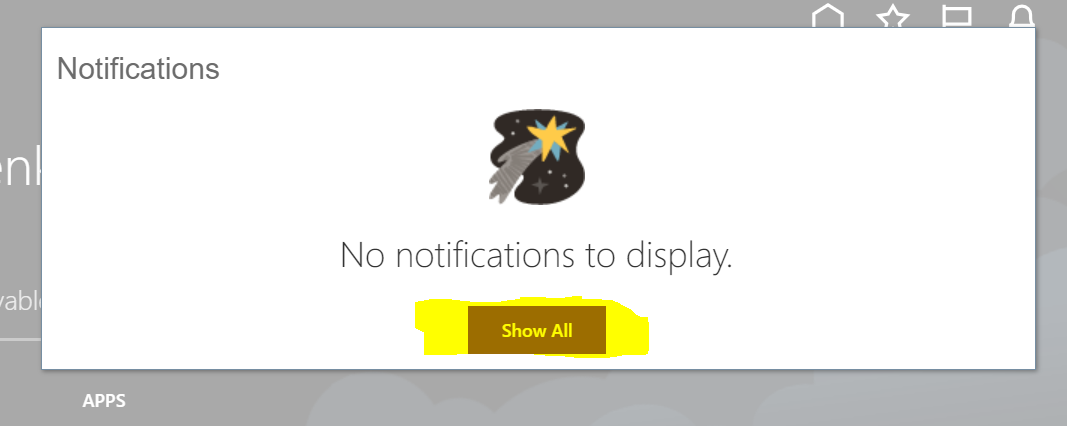 Notifications
No notifications to display.
Show All
APPS